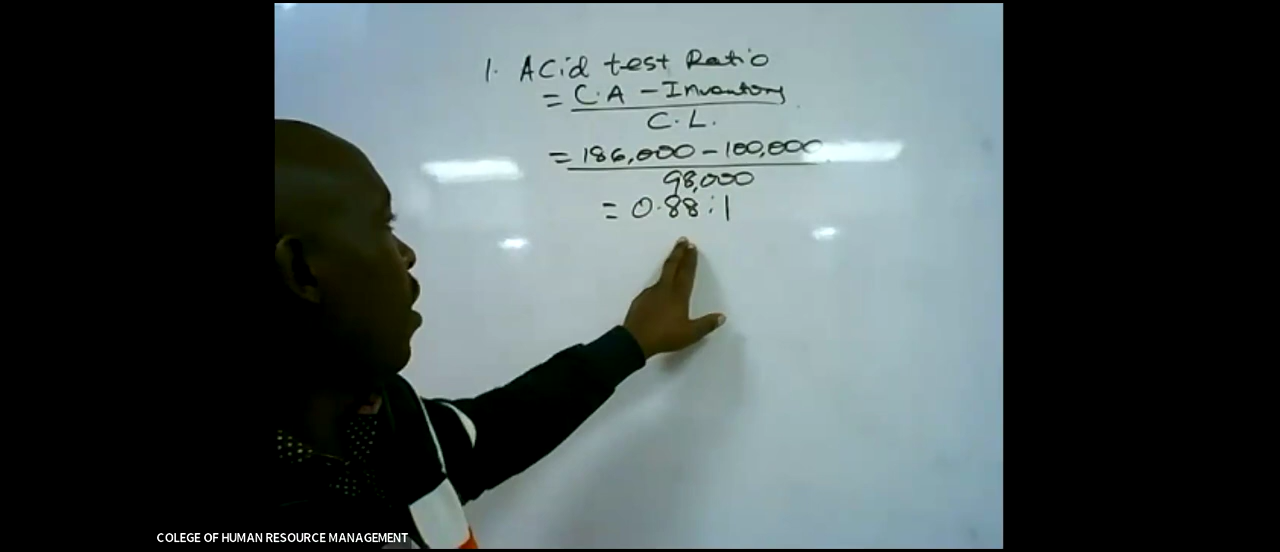 1. Acid test Ratio
= C.A - Inventory
C.L.
= 186,000 - 100,000
98,000
= 0.88:1
COLEGE OF HUMAN RESOURCE MANAGEMENT